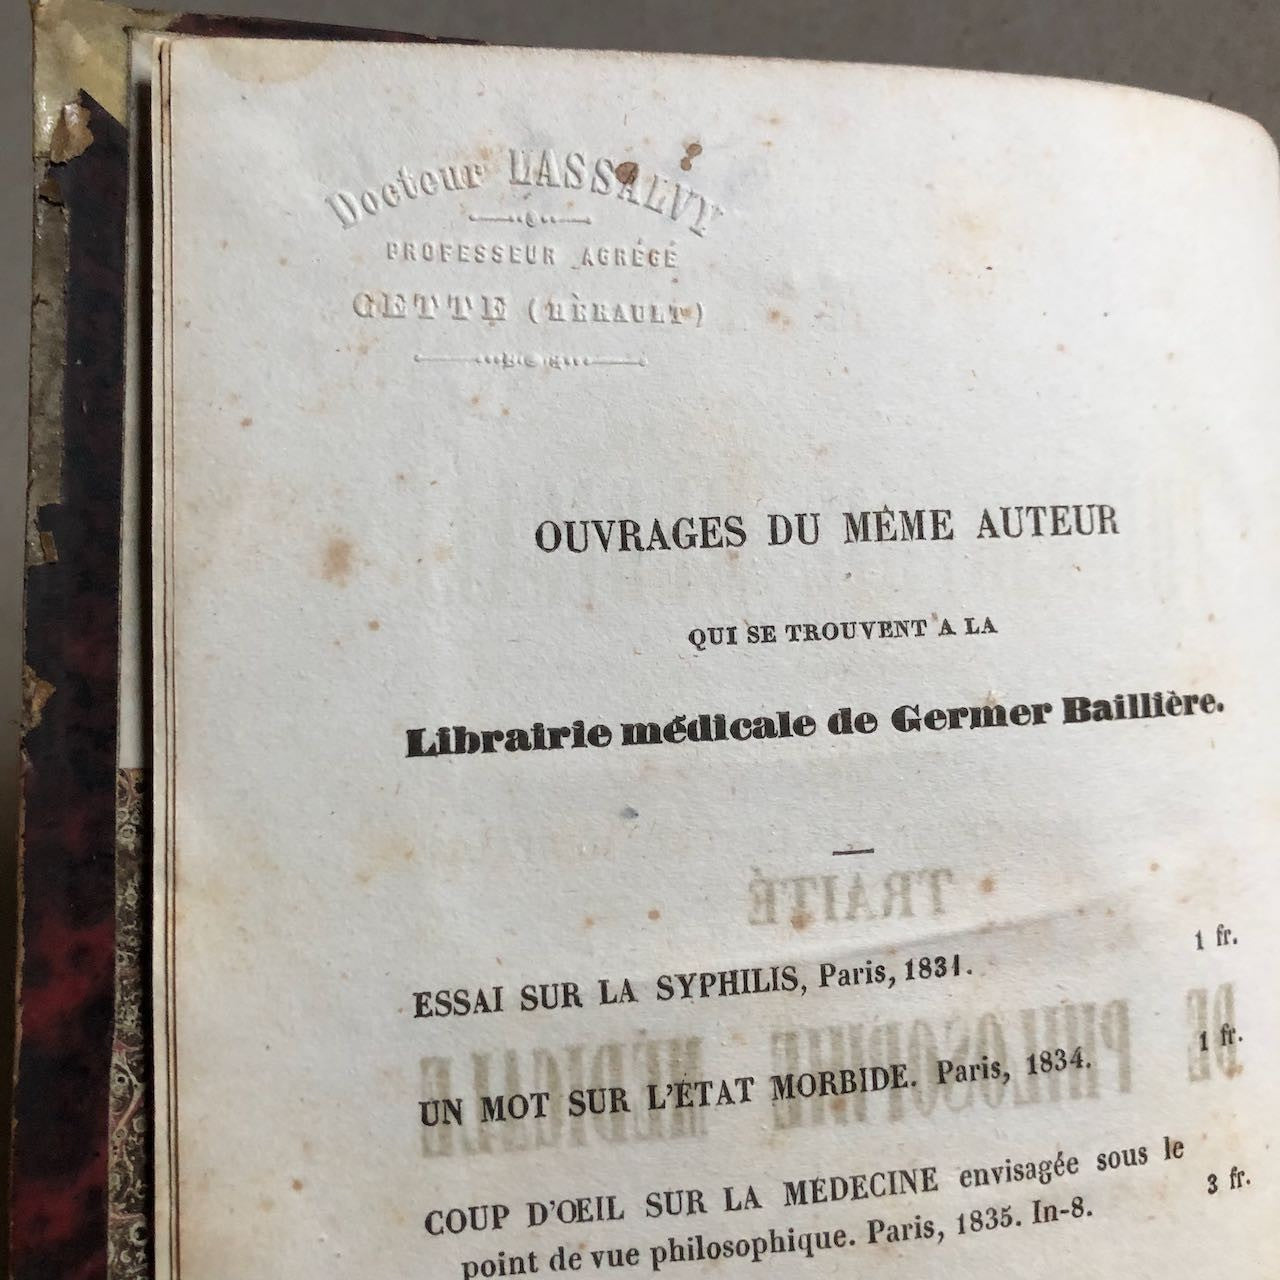 Docteur LASSALVY
PROFESSEUR AGRÉGÉ
CETTE (HÈRAULT)
OUVRAGES DU MÊME AUTEUR
QUI SE TROUVENT A LA
Librairie médicale de Germer Baillière.
TRAITÉ
ESSAI SUR LA SYPHILIS, Paris, 1831. 1 fr.
DE PHILOSOPHIE MÉDICALE
UN MOT SUR L'ÉTAT MORBIDE. Paris, 1834. 1 fr.
COUP D'OEIL SUR LA MÉDECINE envisagée sous le
point de vue philosophique. Paris, 1835. In-8. 3 fr.